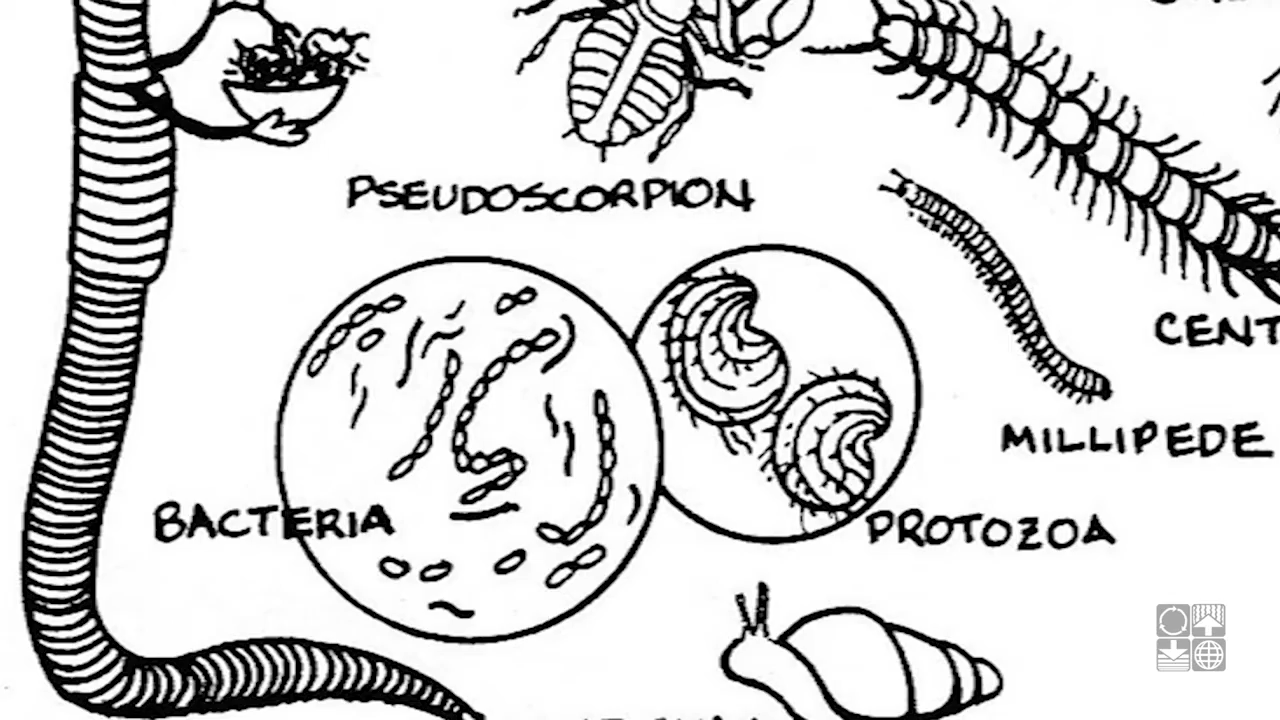 PSEUDOSCORPION
CENT
MILLIPEDE
BACTERIA
PROTOZOA